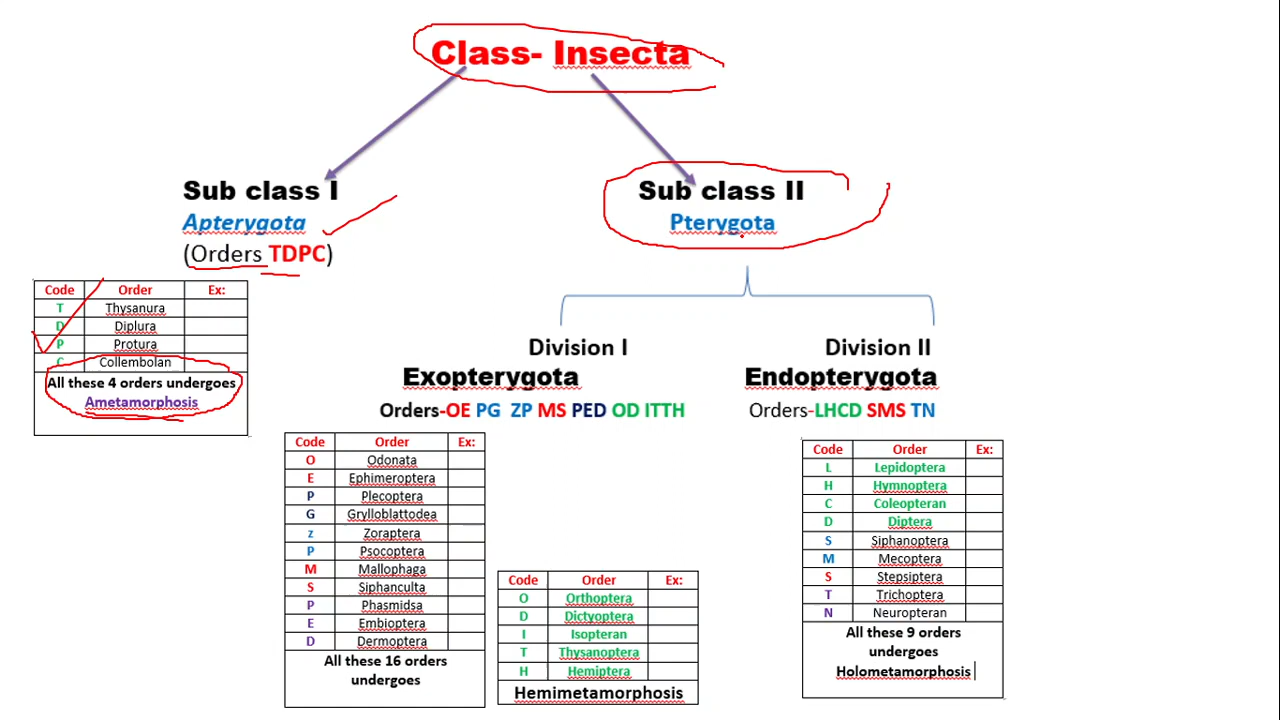 Class- Insecta
Sub class I
Apterygota
(Orders TDPC)
Code Order Ex:
T Thysanura
D Diplura
P Protura
C Collembolan
All these 4 orders undergoes
Ametamorphosis
Sub class II
Pterygota
Division I
Exopterygota
Orders-OE PG ZP MS PED OD ITTH
Code Order Ex:
O Odonata
E Ephimeroptera
P Plecoptera
G Grylloblattodea
z Zoraptera
P Psocoptera
M Mallophaga
S Siphanculta
P Phasmidsa
E Embioptera
D Dermoptera
All these 16 orders
undergoes
Code Order Ex:
O Orthoptera
D Dictyoptera
I Isopteran
T Thysanoptera
H Hemiptera
Hemimetamorphosis
Division II
Endopterygota
Orders-LHCD SMS TN
Code Order Ex:
L Lepidoptera
H Hymnoptera
C Coleopteran
D Diptera
S Siphanoptera
M Mecoptera
S Stepsiptera
T Trichoptera
N Neuropteran
All these 9 orders
undergoes
Holometamorphosis